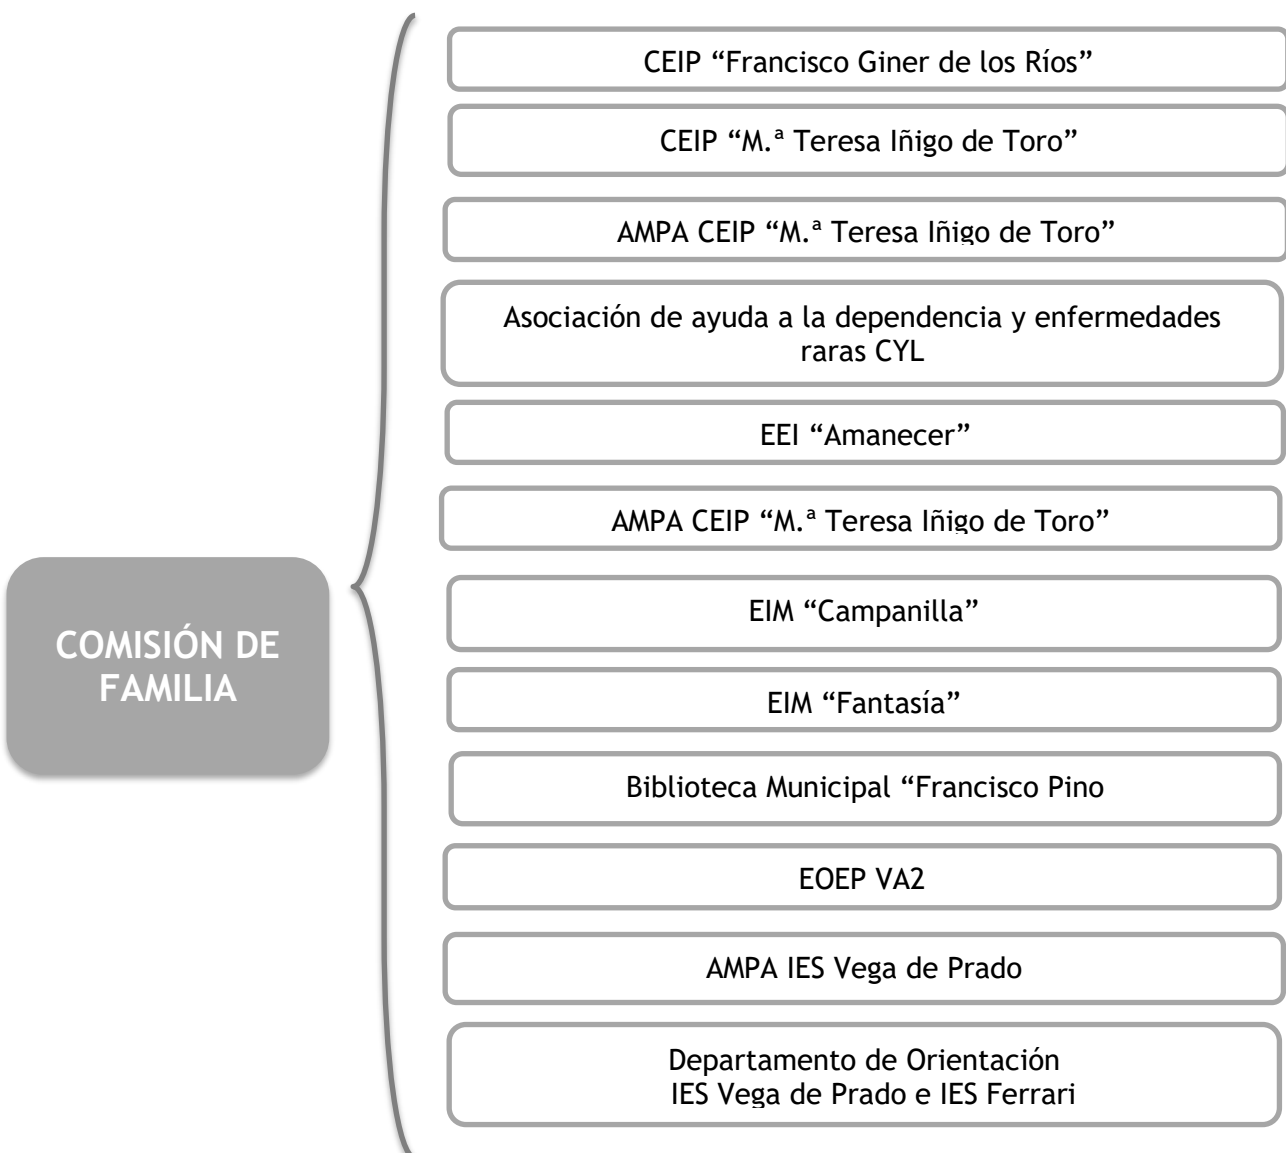 CEIP “Francisco Giner de los Ríos”
CEIP “M.ª Teresa Iñigo de Toro”
AMPA CEIP “M.ª Teresa Iñigo de Toro”
Asociación de ayuda a la dependencia y enfermedades
raras CYL
EEI “Amanecer”
AMPA CEIP “M.ª Teresa Iñigo de Toro”
COMISIÓN DE
FAMILIA
EIM “Campanilla”
EIM “Fantasía”
Biblioteca Municipal “Francisco Pino
EOEP VA2
AMPA IES Vega de Prado
Departamento de Orientación
IES Vega de Prado e IES Ferrari